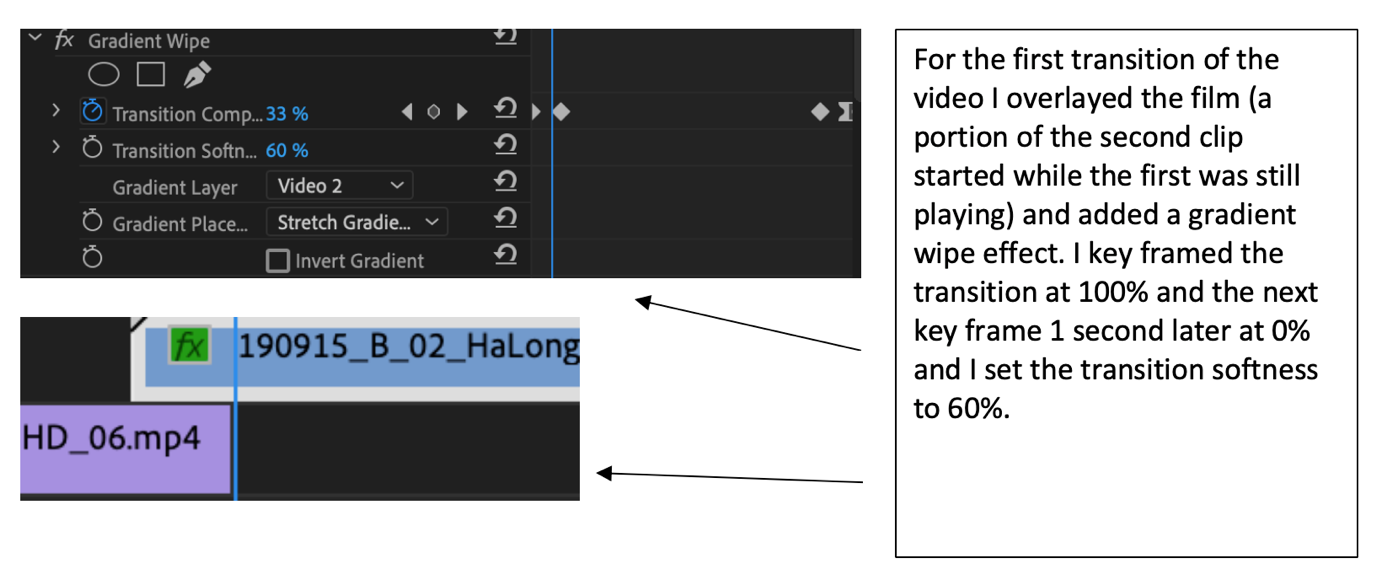 fx Gradient Wipe
Transition Comp... 33 %
Transition Softn... 60 %
Gradient Layer Video 2
Gradient Place... Stretch Gradie...
Invert Gradient
fx 190915_B_02_HaLong
HD_06.mp4
For the first transition of the
video I overlayed the film (a
portion of the second clip
started while the first was still
playing) and added a gradient
wipe effect. I key framed the
transition at 100% and the next
key frame 1 second later at 0%
and I set the transition softness
to 60%.